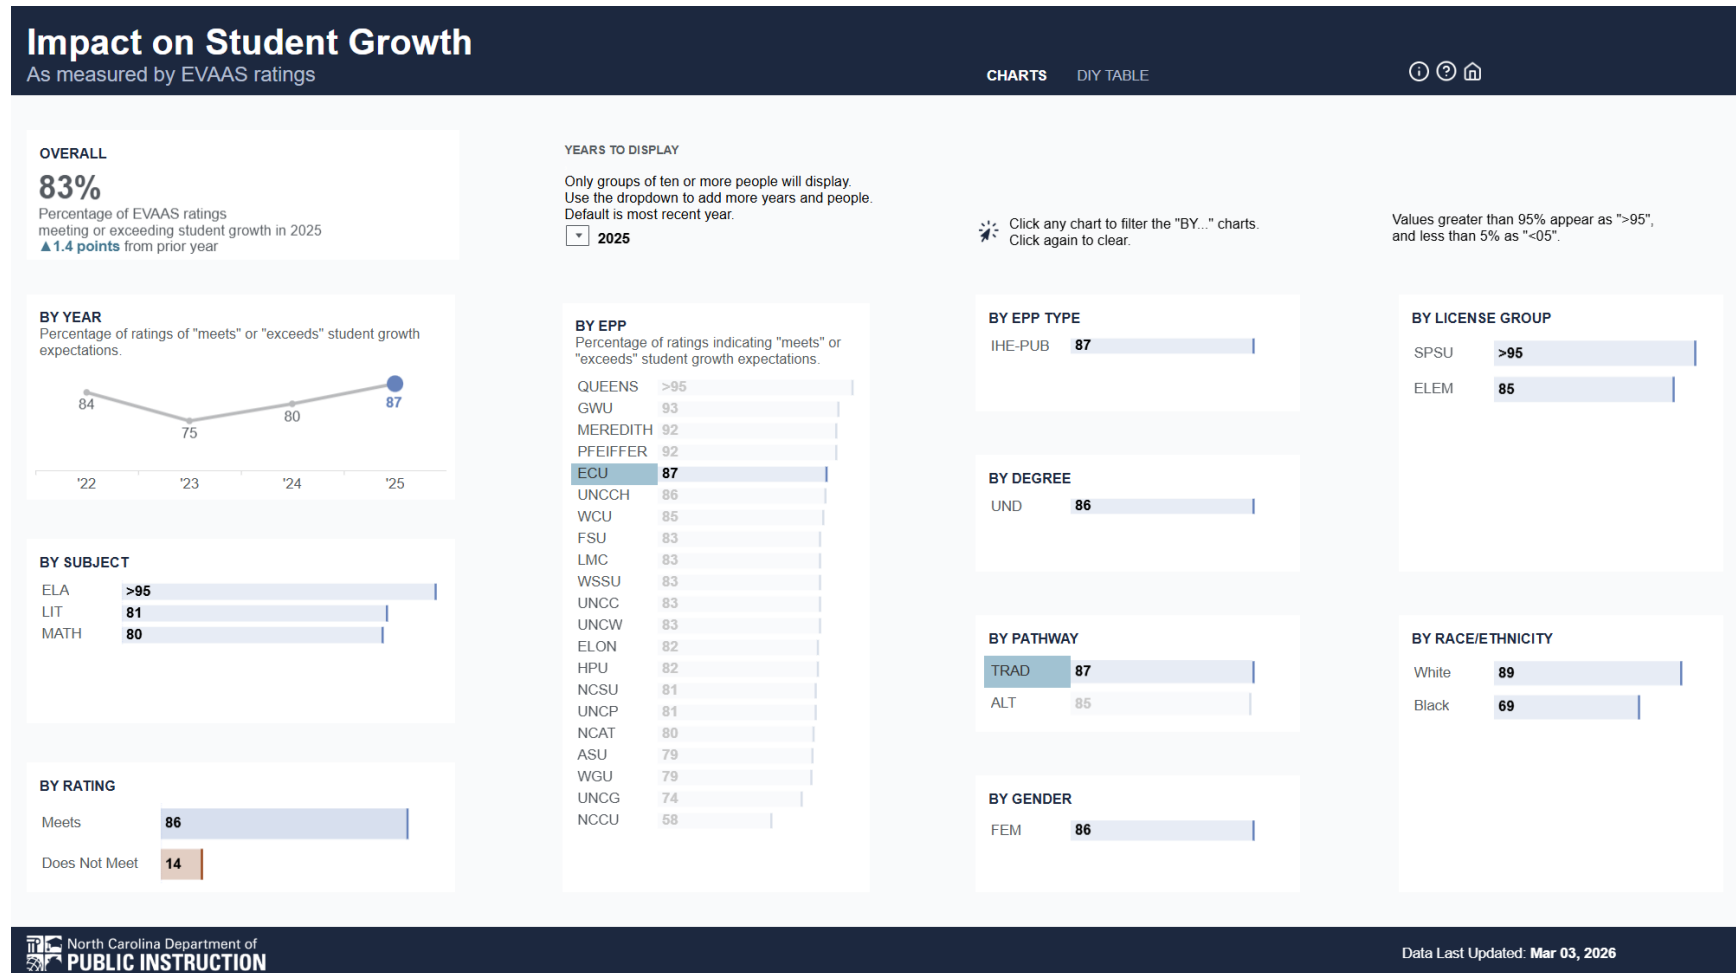 Impact on Student Growth
As measured by EVAAS ratings
CHARTS
DIY TABLE
OVERALL
83%
Percentage of EVAAS ratings
meeting or exceeding student growth in 2025
▲1.4 points from prior year
YEARS TO DISPLAY
Only groups of ten or more people will display.
Use the dropdown to add more years and people.
Default is most recent year.
2025
Click any chart to filter the "BY..." charts.
Click again to clear.
Values greater than 95% appear as ">95",
and less than 5% as "<05".
BY YEAR
Percentage of ratings of "meets" or "exceeds" student growth
expectations.
84
75
80
87
'22 '23 '24 '25
BY SUBJECT
ELA >95
LIT 81
MATH 80
BY RATING
Meets 86
Does Not Meet 14
BY EPP
Percentage of ratings indicating "meets" or
"exceeds" student growth expectations.
QUEENS >95
GWU 93
MEREDITH 92
PFEIFFER 92
ECU 87
UNCCH 86
WCU 85
FSU 83
LMC 83
WSSU 83
UNCC 83
UNCW 83
ELON 82
HPU 82
NCSU 81
UNCP 81
NCAT 80
ASU 79
WGU 79
UNCG 74
NCCU 58
BY EPP TYPE
IHE-PUB 87
BY DEGREE
UND 86
BY PATHWAY
TRAD 87
ALT 85
BY GENDER
FEM 86
BY LICENSE GROUP
SPSU >95
ELEM 85
BY RACE/ETHNICITY
White 89
Black 69
North Carolina Department of
PUBLIC INSTRUCTION
Data Last Updated: Mar 03, 2026